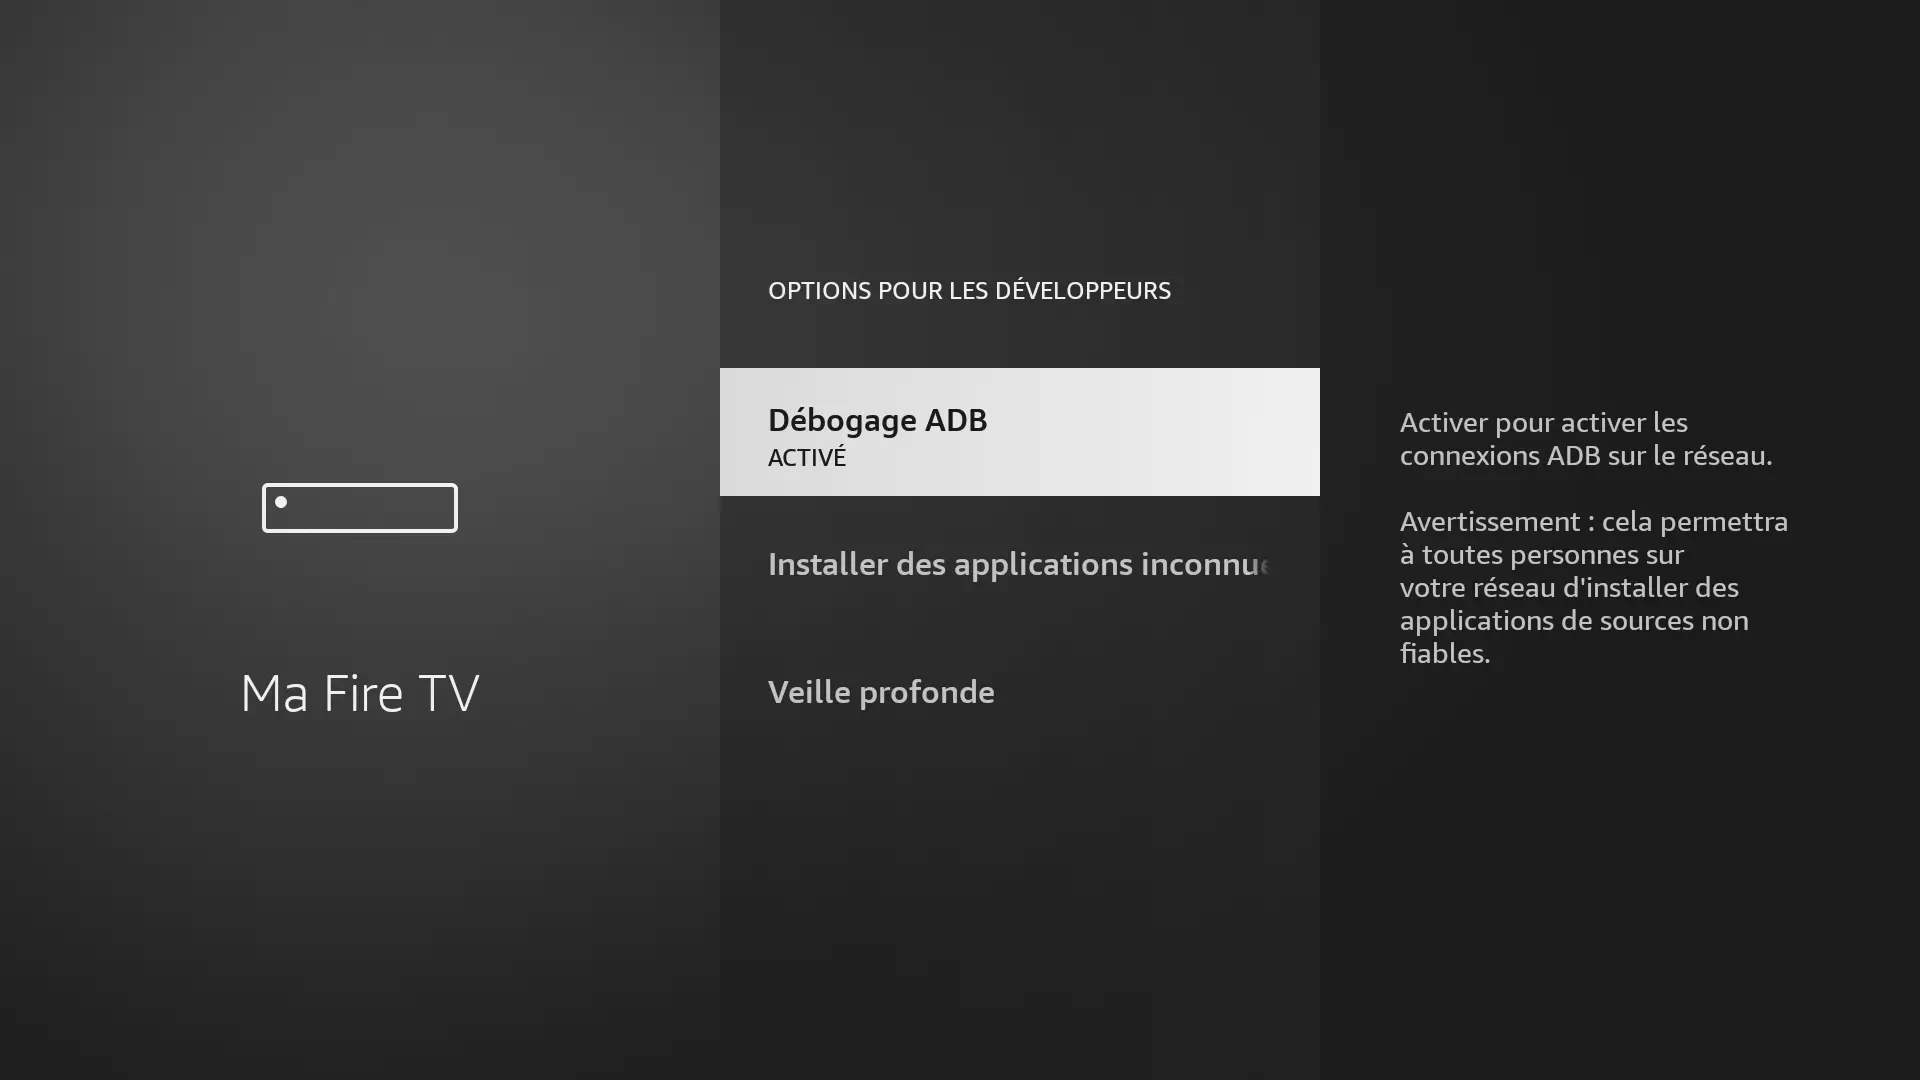 OPTIONS POUR LES DÉVELOPPEURS
Débogage ADB
ACTIVÉ
Installer des applications inconnue
Veille profonde
Ma Fire TV
Activer pour activer les
connexions ADB sur le réseau.
Avertissement : cela permettra
à toutes personnes sur
votre réseau d'installer des
applications de sources non
fiables.